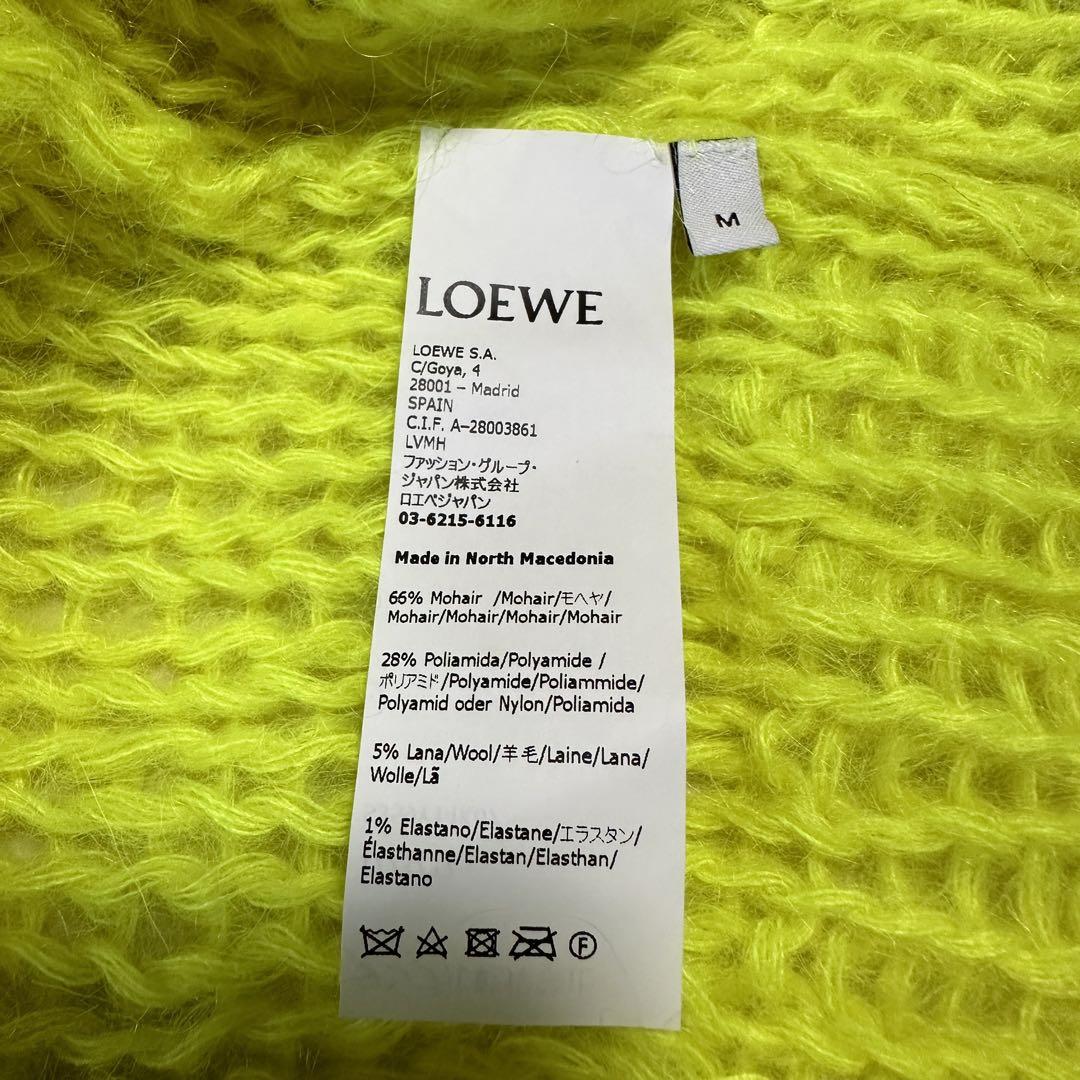 LOEWE
LOEWE S.A.
C/Goya, 4
28001 – Madrid
SPAIN
C.I.F. A–28003861
LVMH
ファッション・グループ・
ジャパン株式会社
ロエベジャパン
03-6215-6116
Made in North Macedonia
66% Mohair /Mohair/モヘヤ/
Mohair/Mohair/Mohair/Mohair
28% Poliamida/Polyamide /
ポリアミド/Polyamide/Poliammide/
Polyamid oder Nylon/Poliamida
5% Lana/Wool/羊毛/Laine/Lana/
Wolle/Lã
1% Elastano/Elastane/エラスタン/
Élasthanne/Elastan/Elasthan/
Elastano
F
M